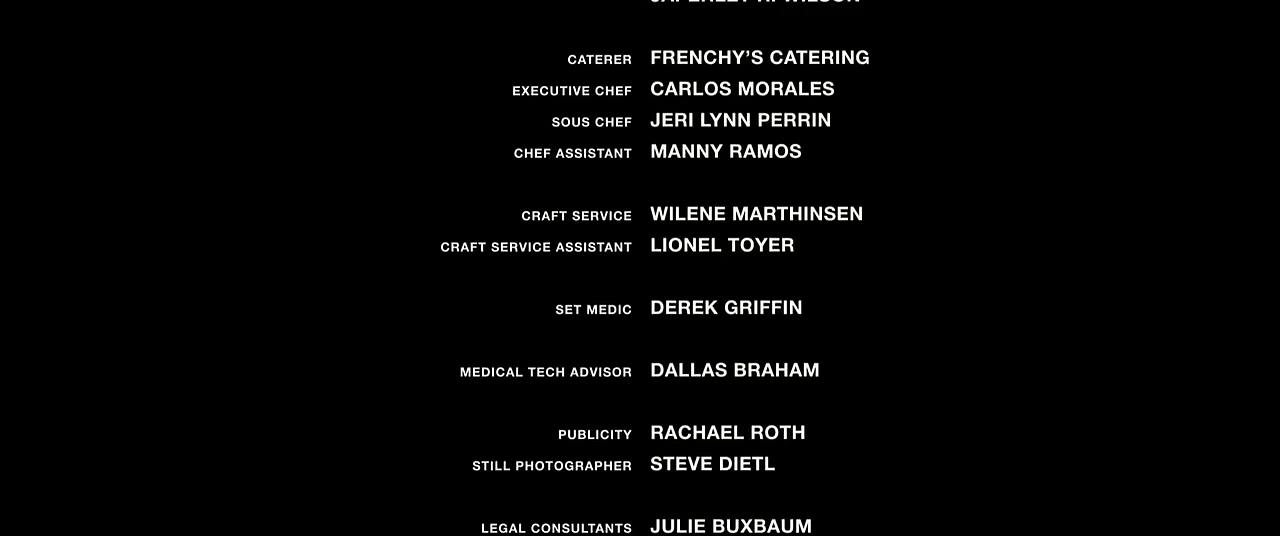 CATERER FRENCHY’S CATERING
EXECUTIVE CHEF CARLOS MORALES
SOUS CHEF JERI LYNN PERRIN
CHEF ASSISTANT MANNY RAMOS
CRAFT SERVICE WILENE MARTHINSEN
CRAFT SERVICE ASSISTANT LIONEL TOYER
SET MEDIC DEREK GRIFFIN
MEDICAL TECH ADVISOR DALLAS BRAHAM
PUBLICITY RACHAEL ROTH
STILL PHOTOGRAPHER STEVE DIETL
LEGAL CONSULTANTS JULIE BUXBAUM